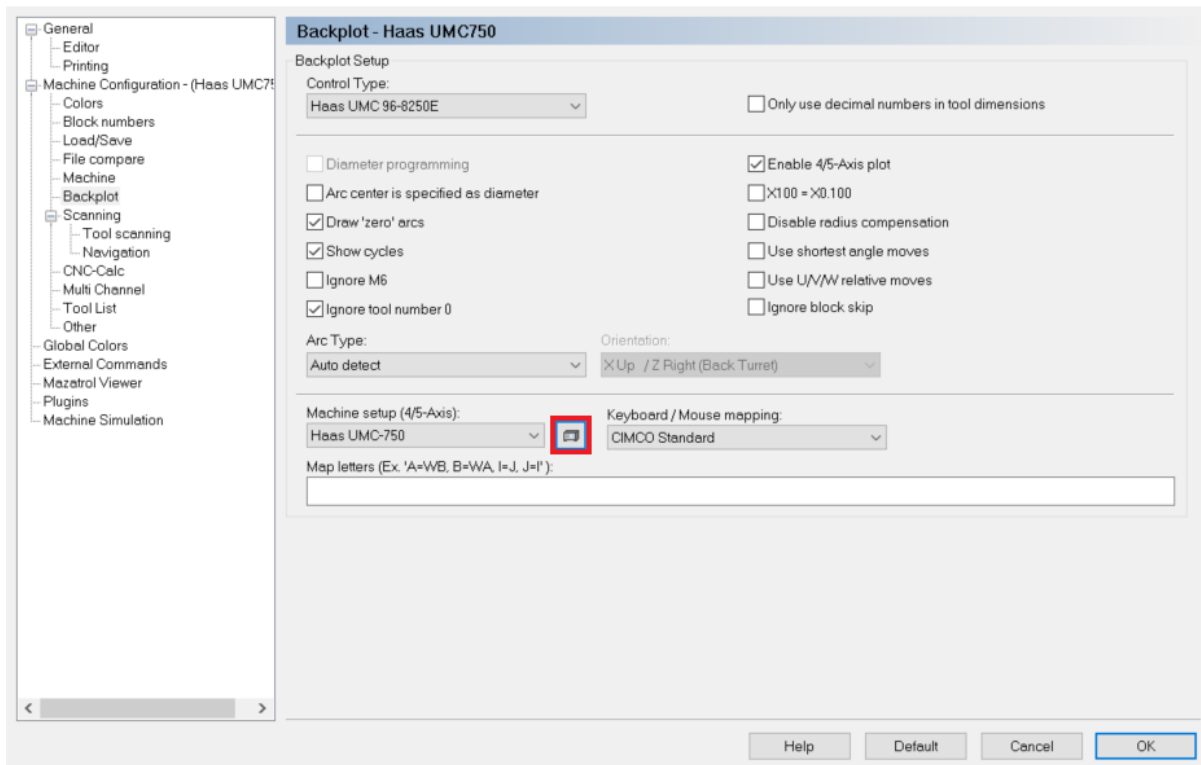 General
Editor
Printing
Machine Configuration - (Haas UMC75
Colors
Block numbers
Load/Save
File compare
Machine
Backplot
Scanning
Tool scanning
Navigation
CNC-Calc
Multi Channel
Tool List
Other
Global Colors
External Commands
Mazatrol Viewer
Plugins
Machine Simulation
Backplot - Haas UMC750
Backplot Setup
Control Type:
Haas UMC 96-8250E
Only use decimal numbers in tool dimensions
Diameter programming
Enable 4/5-Axis plot
Arc center is specified as diameter
X100 = X0.100
Draw 'zero' arcs
Disable radius compensation
Show cycles
Use shortest angle moves
Ignore M6
Use U/V/W relative moves
Ignore tool number 0
Ignore block skip
Arc Type:
Orientation:
Auto detect
X Up / Z Right (Back Turret)
Machine setup (4/5-Axis):
Keyboard / Mouse mapping:
Haas UMC-750
CIMCO Standard
Map letters (Ex. 'A=WB, B=WA, I=J, J=I' ):
Help
Default
Cancel
OK